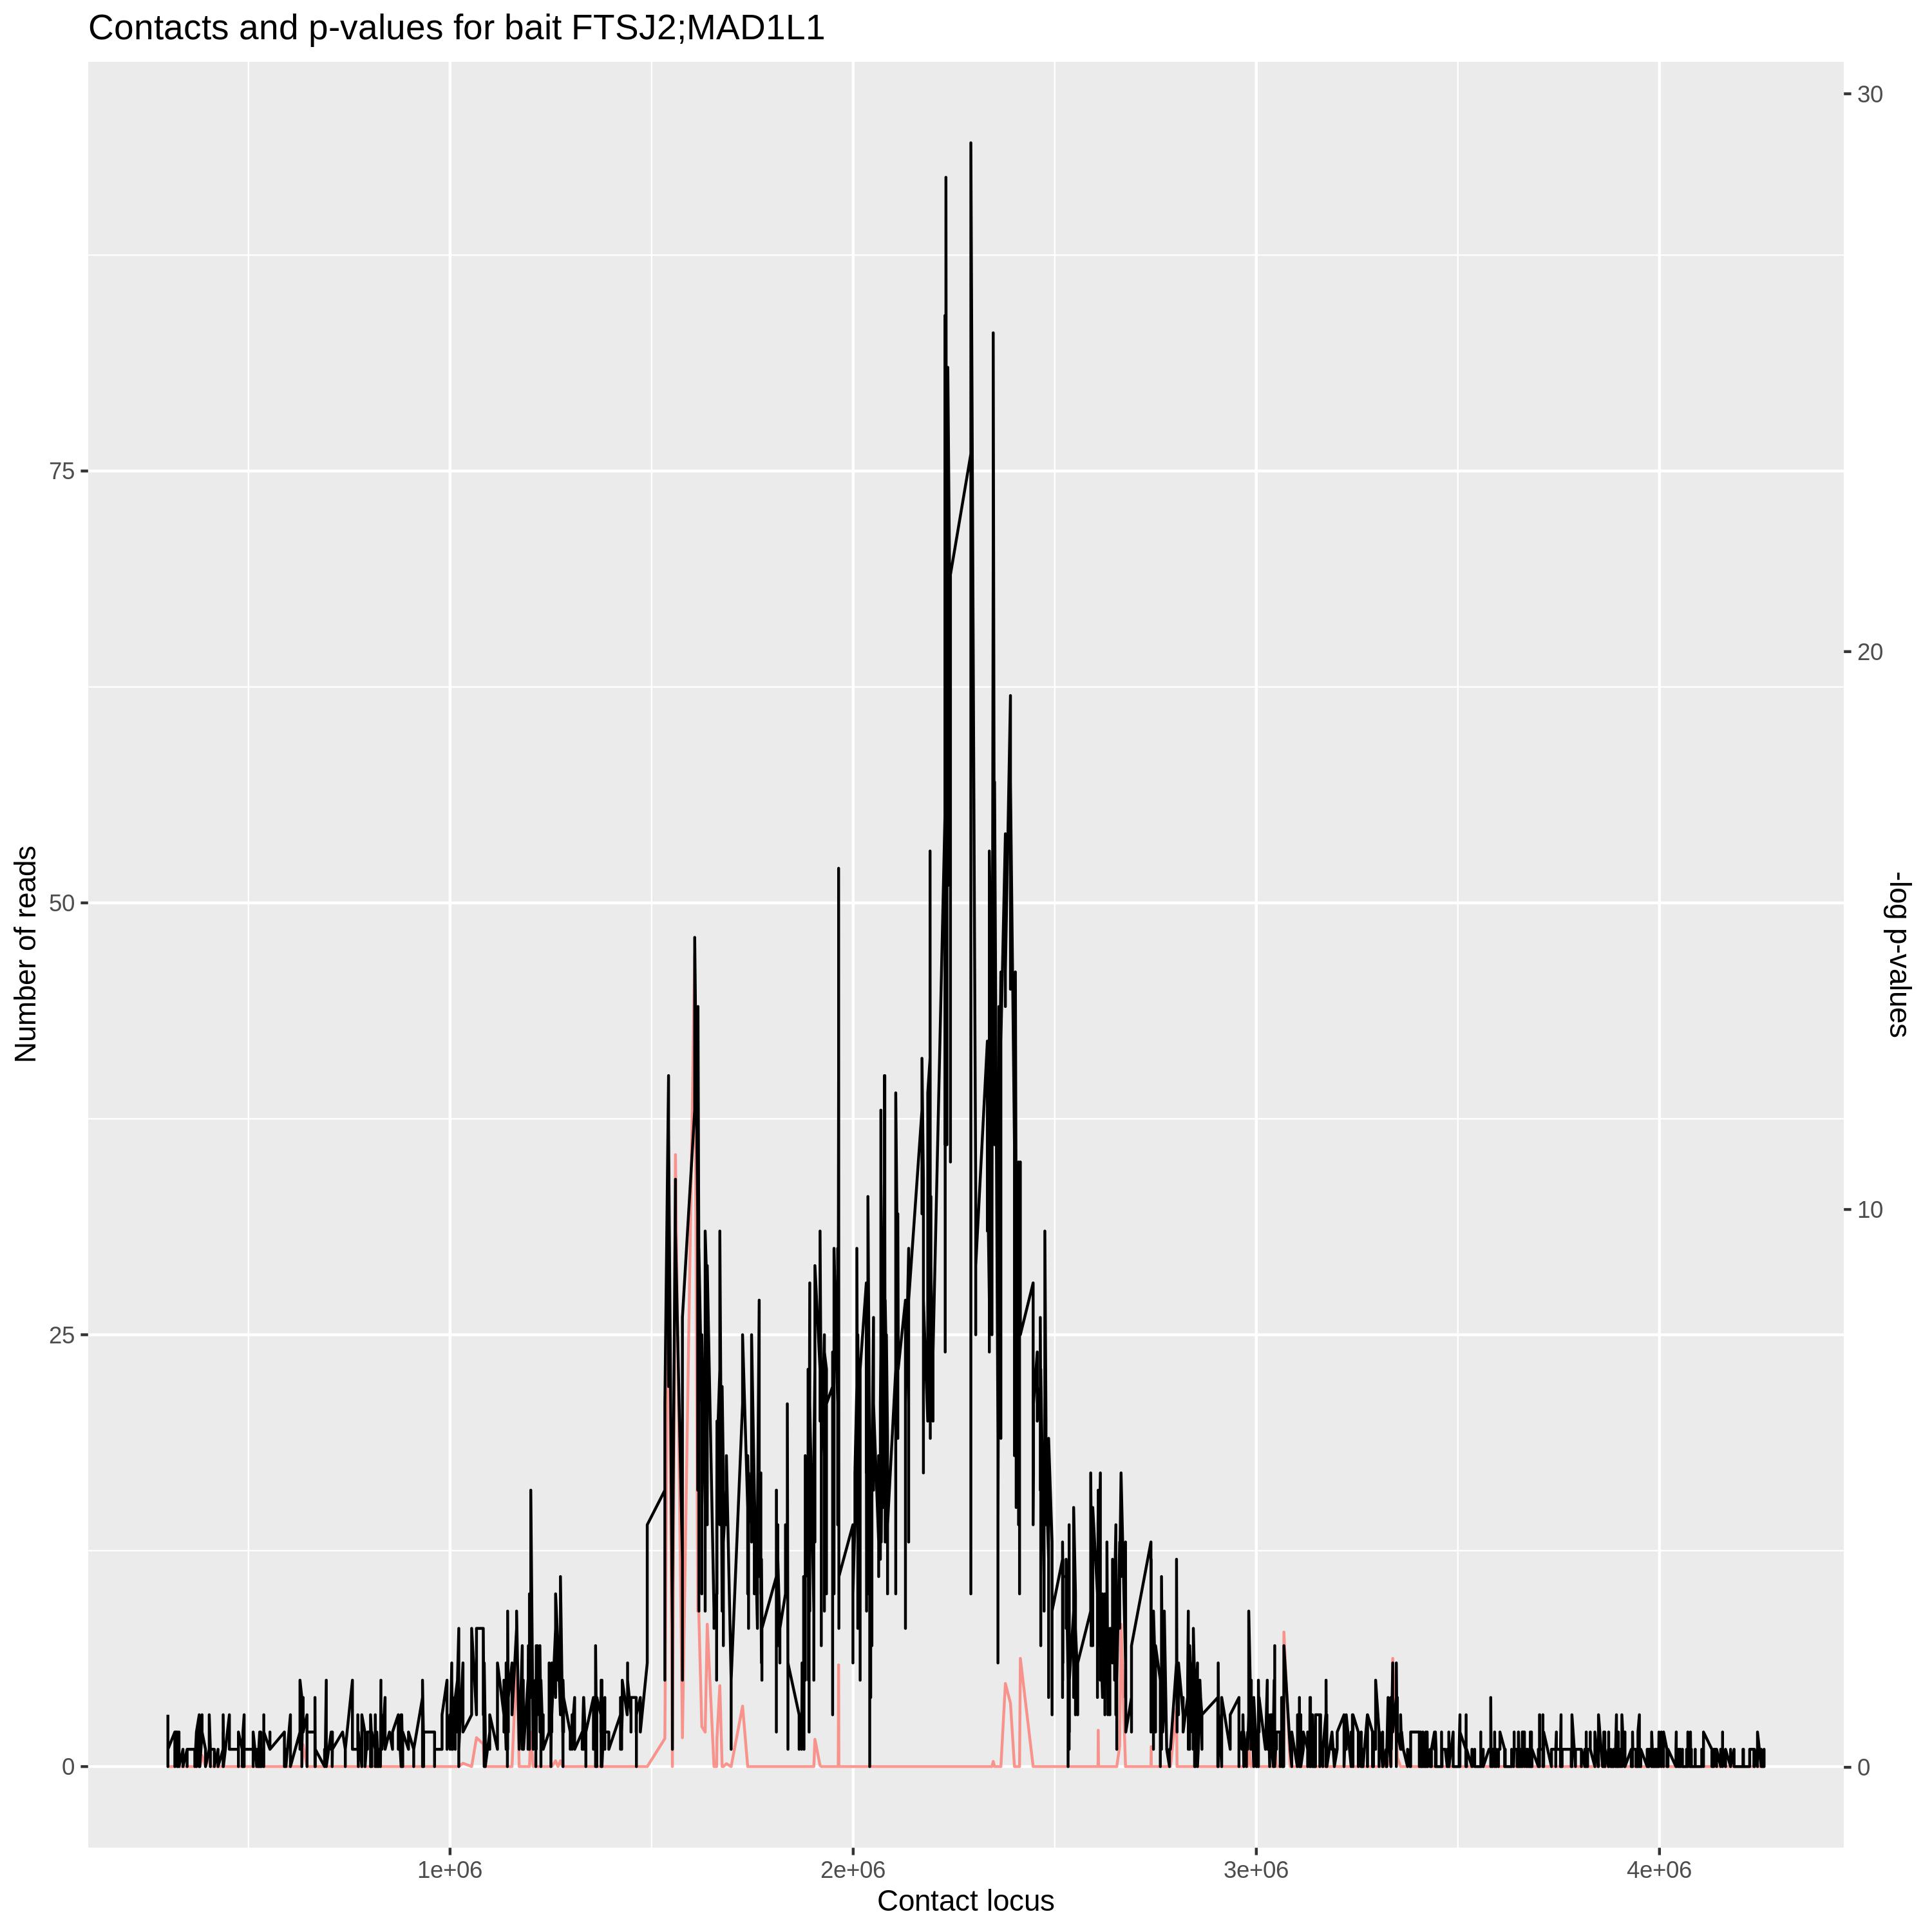 Contacts and p-values for bait FTSJ2;MAD1L1
30
20
10
0
75
50
25
0
Number of reads
-log p-values
1e+06
2e+06
3e+06
4e+06
Contact locus